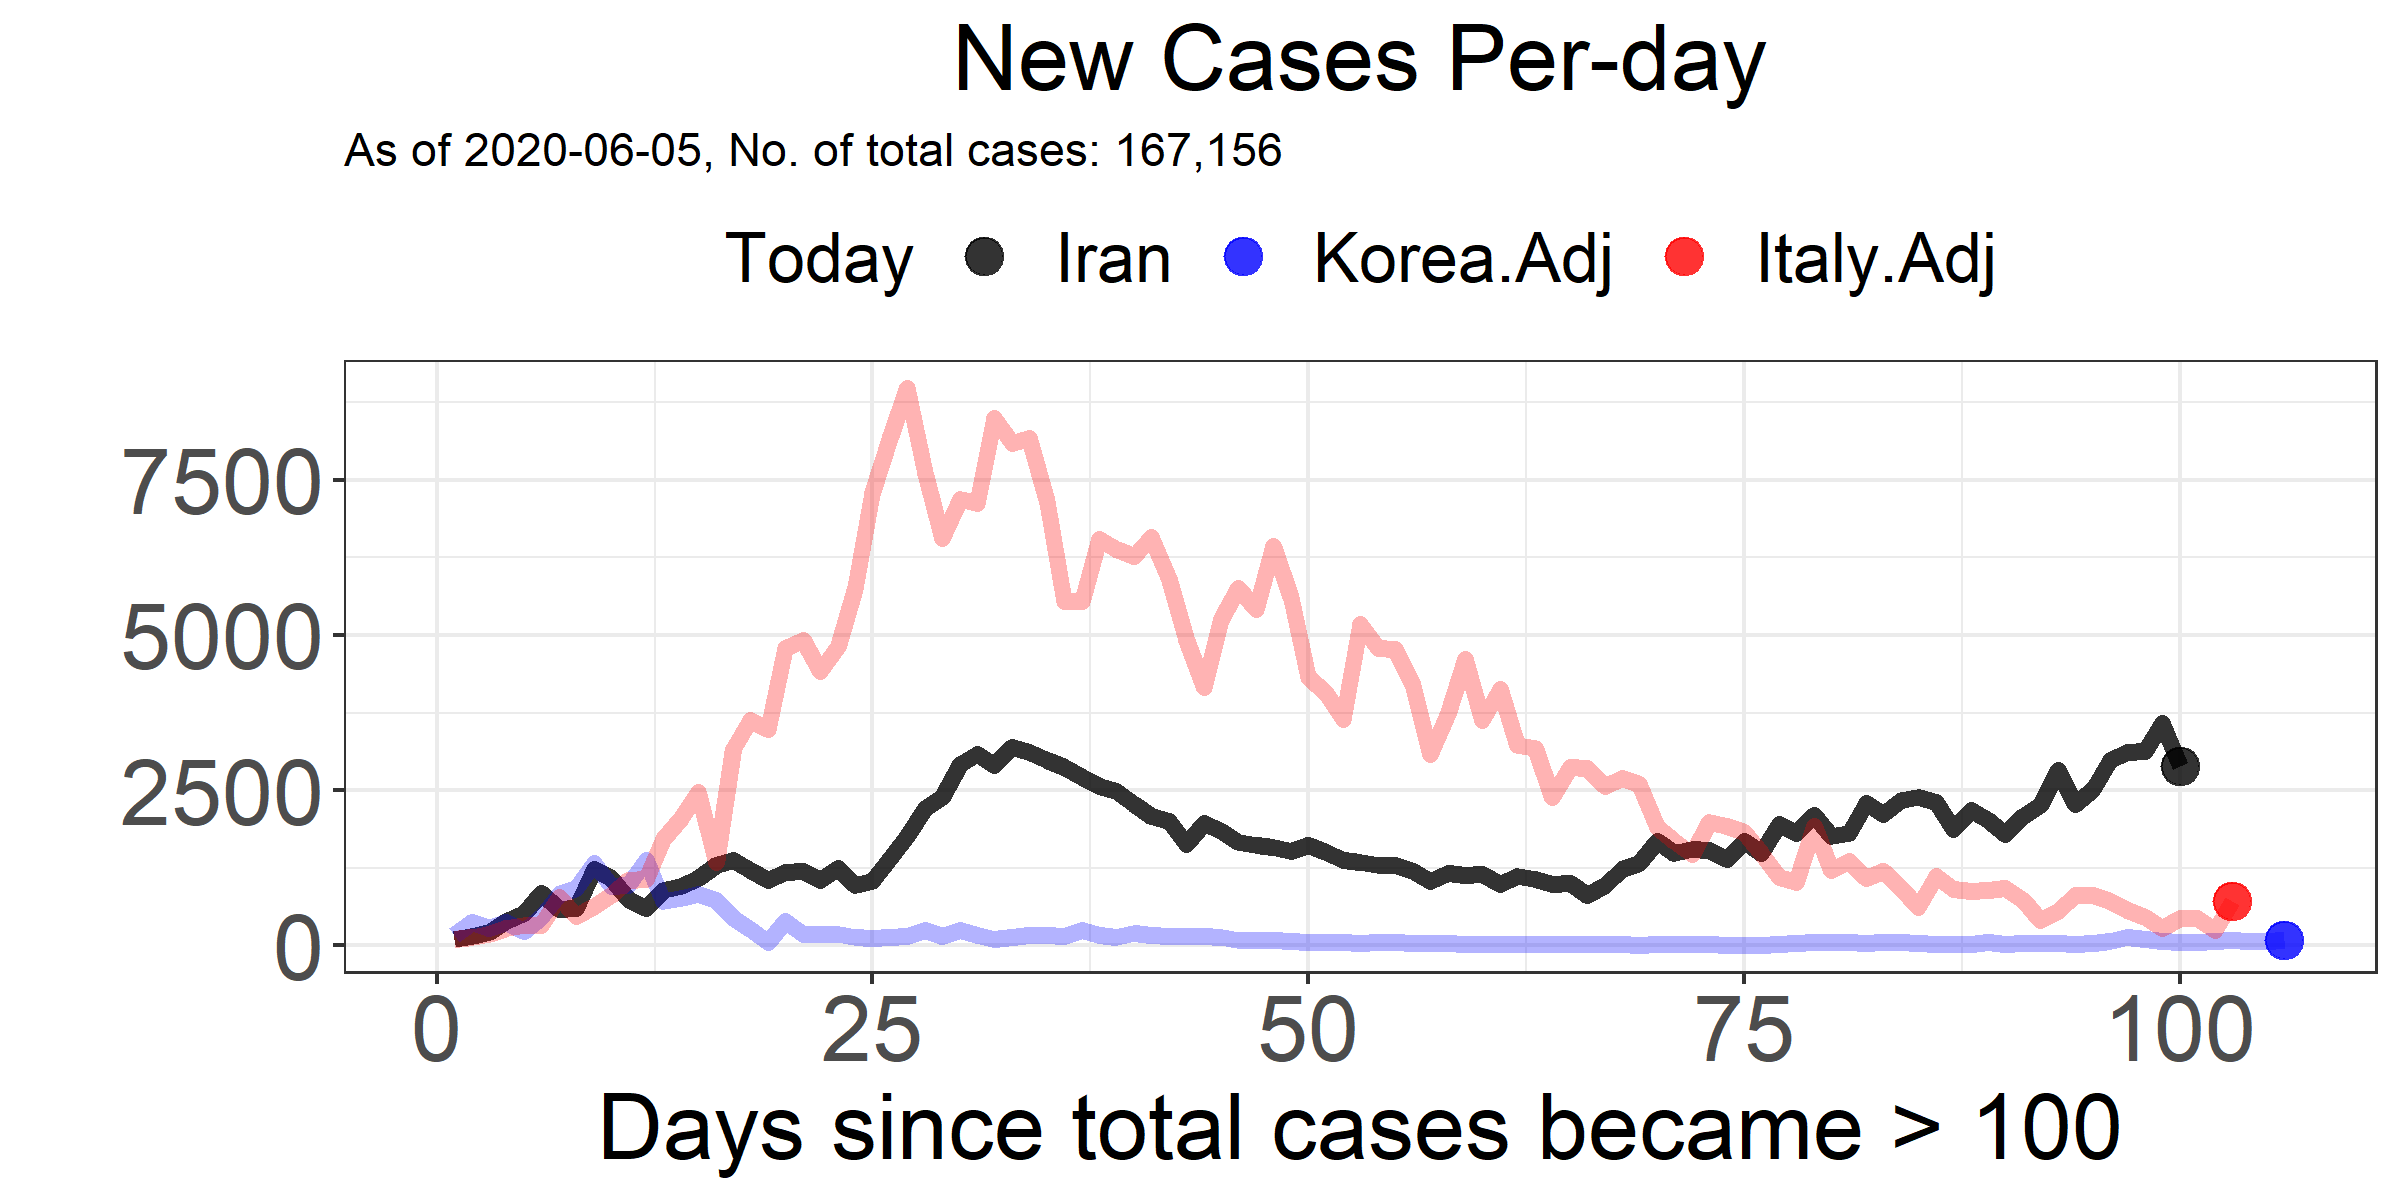 New Cases Per-day
As of 2020-06-05, No. of total cases: 167,156
Today Iran Korea.Adj Italy.Adj
7500
5000
2500
0
0 25 50 75 100
Days since total cases became > 100